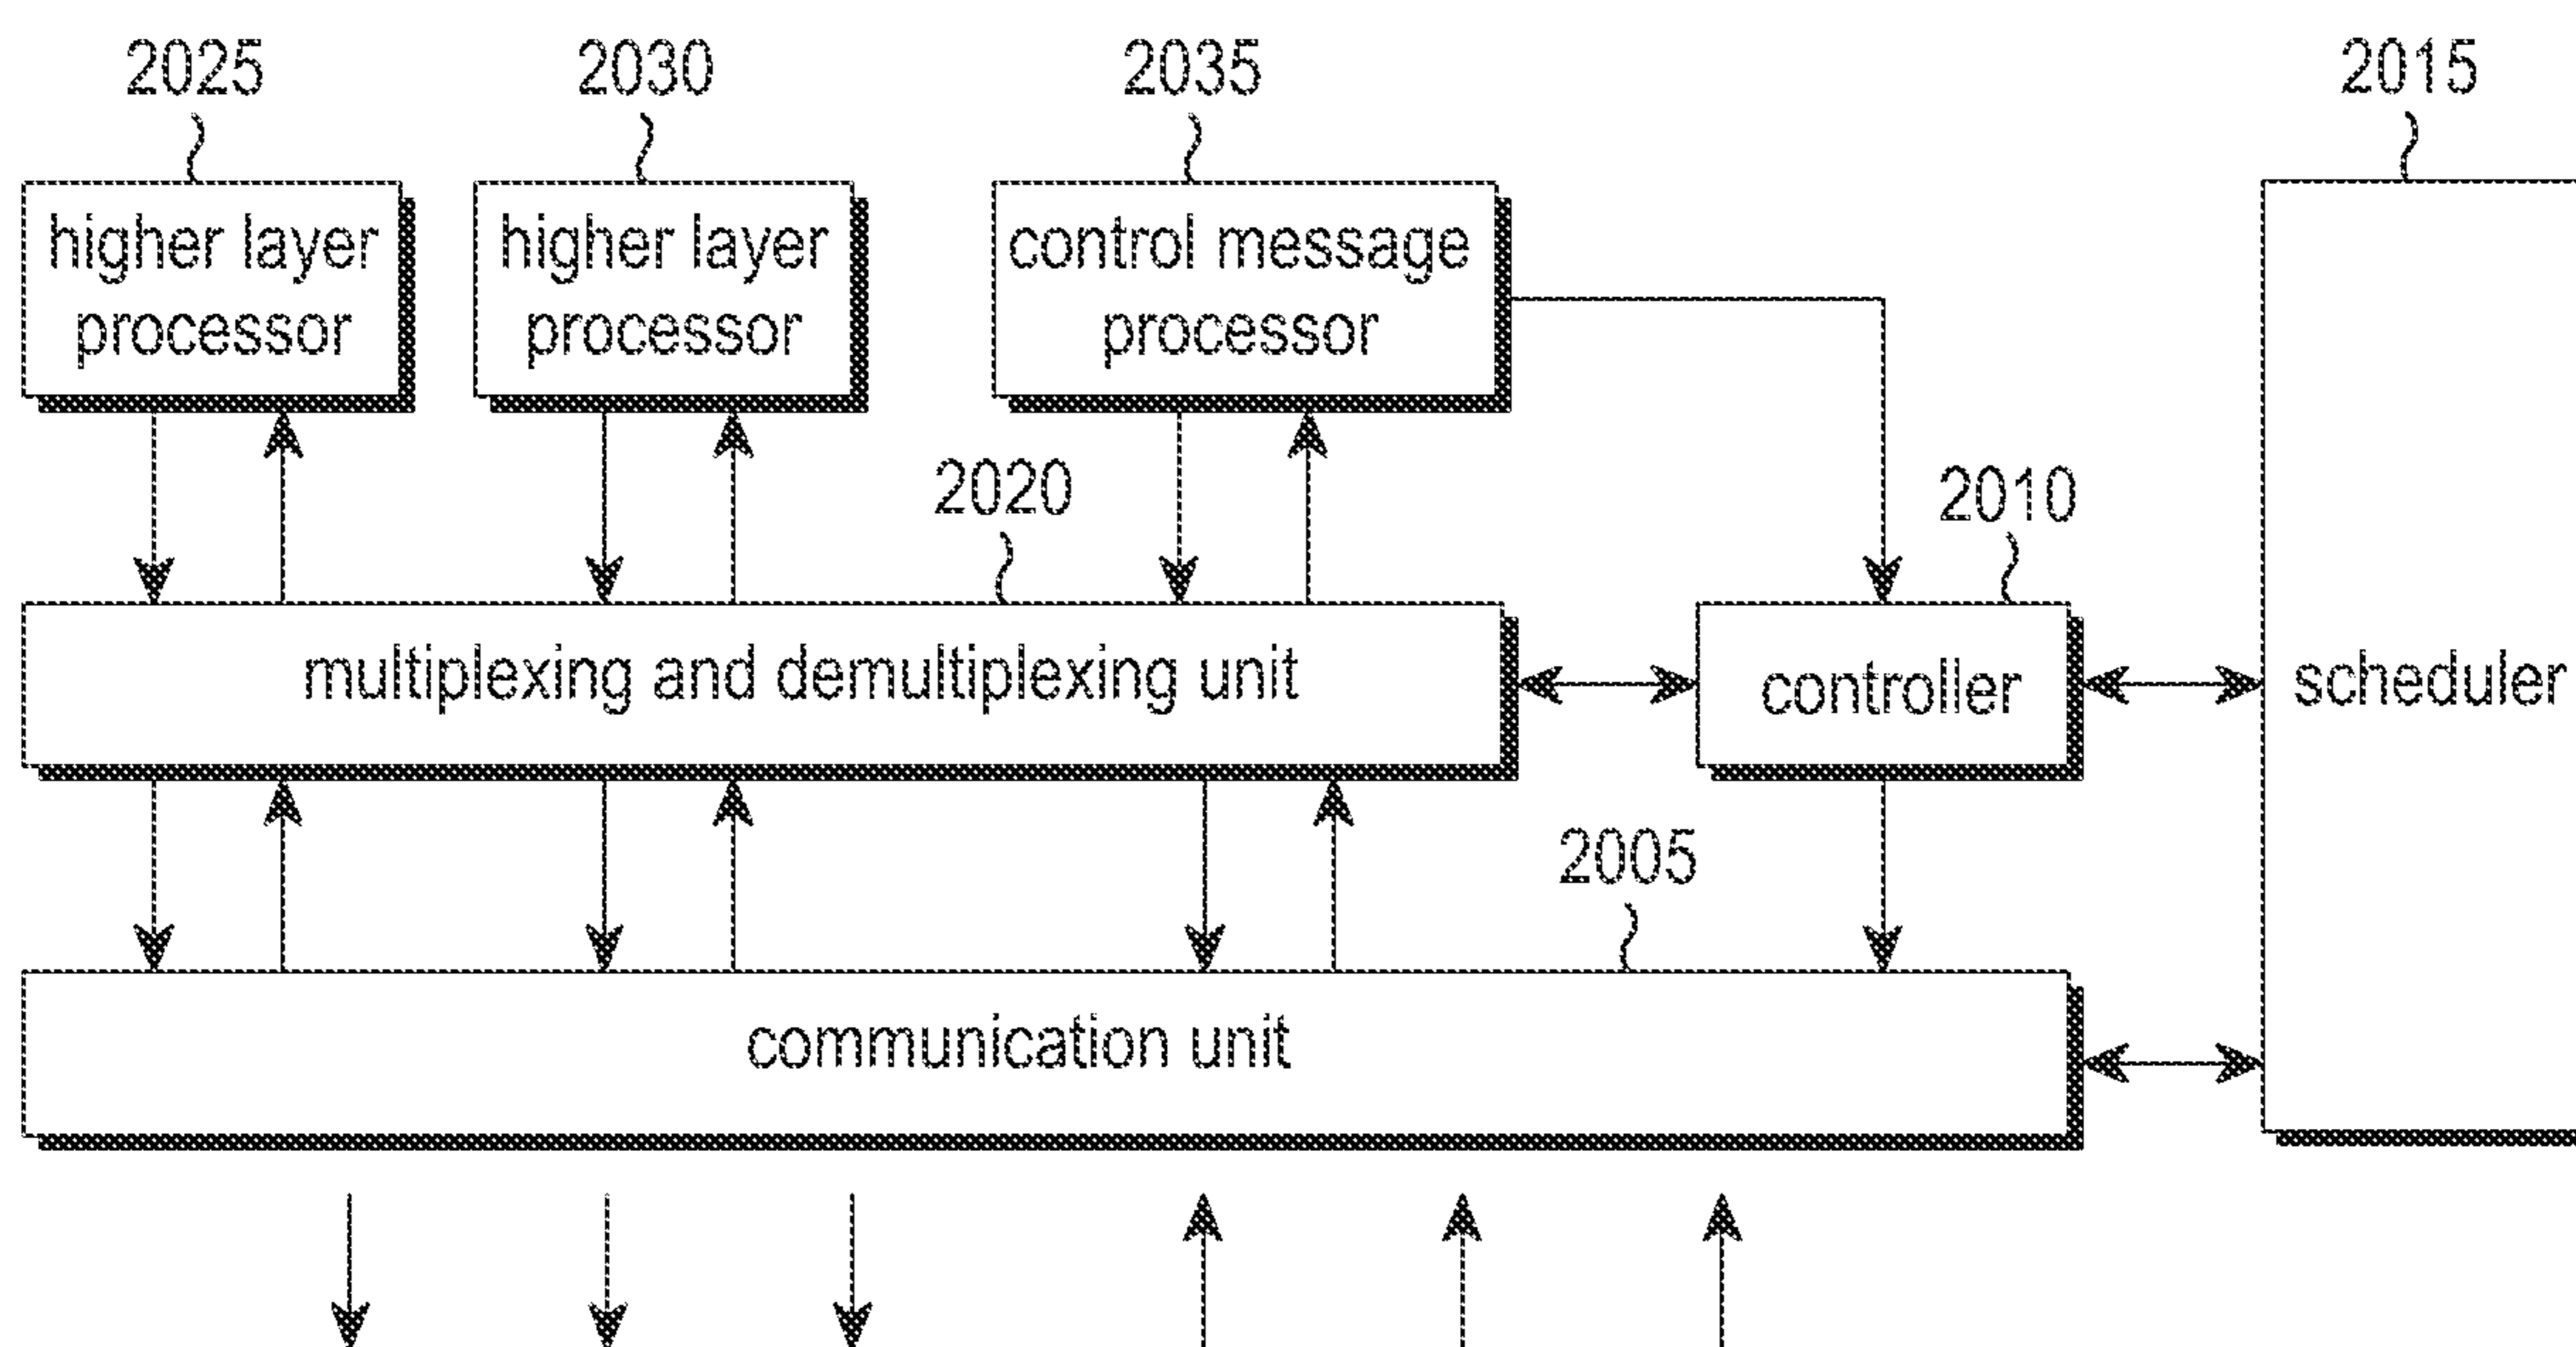 2025
2030
2035
2015
higher layer
processor
higher layer
processor
control message
processor
2020
2010
multiplexing and demultiplexing unit
controller
scheduler
2005
communication unit